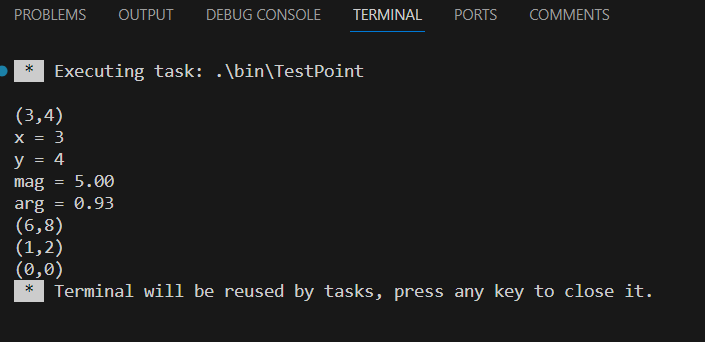 PROBLEMS OUTPUT DEBUG CONSOLE TERMINAL PORTS COMMENTS
* Executing task: .\bin\TestPoint
(3,4)
x = 3
y = 4
mag = 5.00
arg = 0.93
(6,8)
(1,2)
(0,0)
* Terminal will be reused by tasks, press any key to close it.